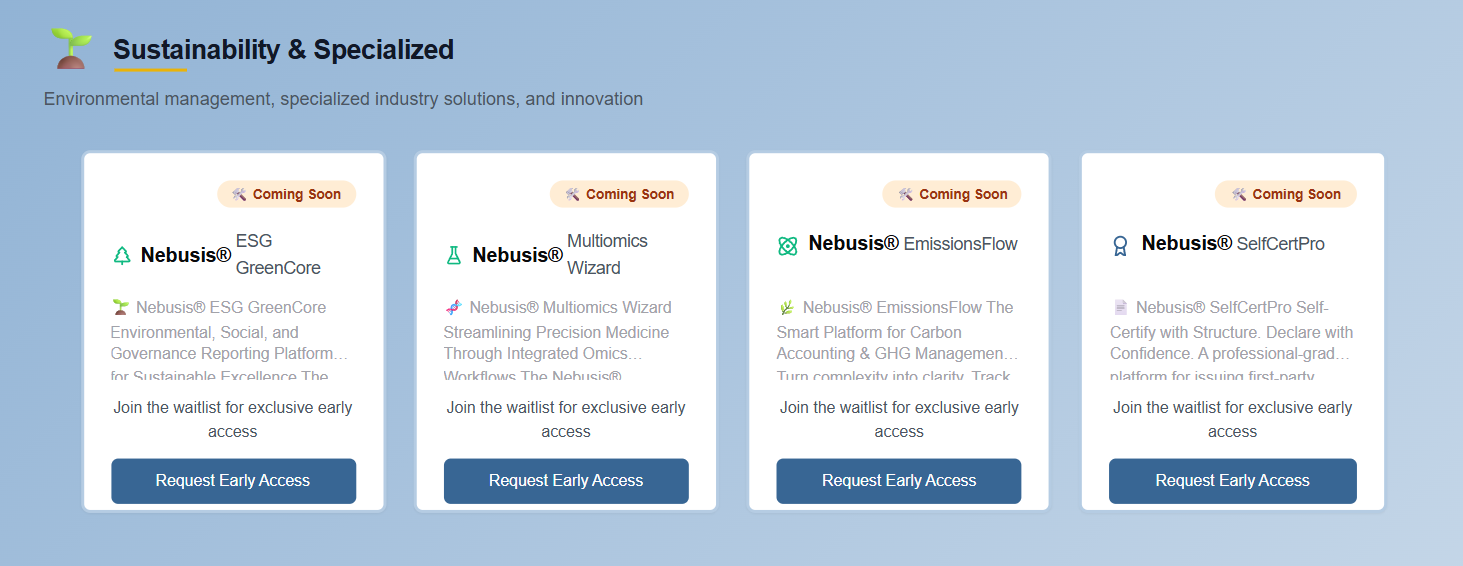 Sustainability & Specialized
Environmental management, specialized industry solutions, and innovation
Coming Soon
Nebusis® ESG
GreenCore
Nebusis® ESG GreenCore
Environmental, Social, and
Governance Reporting Platform...
for Sustainable Excellence The
Join the waitlist for exclusive early
access
Request Early Access
Coming Soon
Nebusis® Multiomics
Wizard
Nebusis® Multiomics Wizard
Streamlining Precision Medicine
Through Integrated Omics...
Workflows The Nebusis®
Join the waitlist for exclusive early
access
Request Early Access
Coming Soon
Nebusis® EmissionsFlow
Nebusis® EmissionsFlow The
Smart Platform for Carbon
Accounting & GHG Managemen...
Turn complexity into clarity. Track,
Join the waitlist for exclusive early
access
Request Early Access
Coming Soon
Nebusis® SelfCertPro
Nebusis® SelfCertPro Self-
Certify with Structure. Declare with
Confidence. A professional-grad...
platform for issuing first-party
Join the waitlist for exclusive early
access
Request Early Access